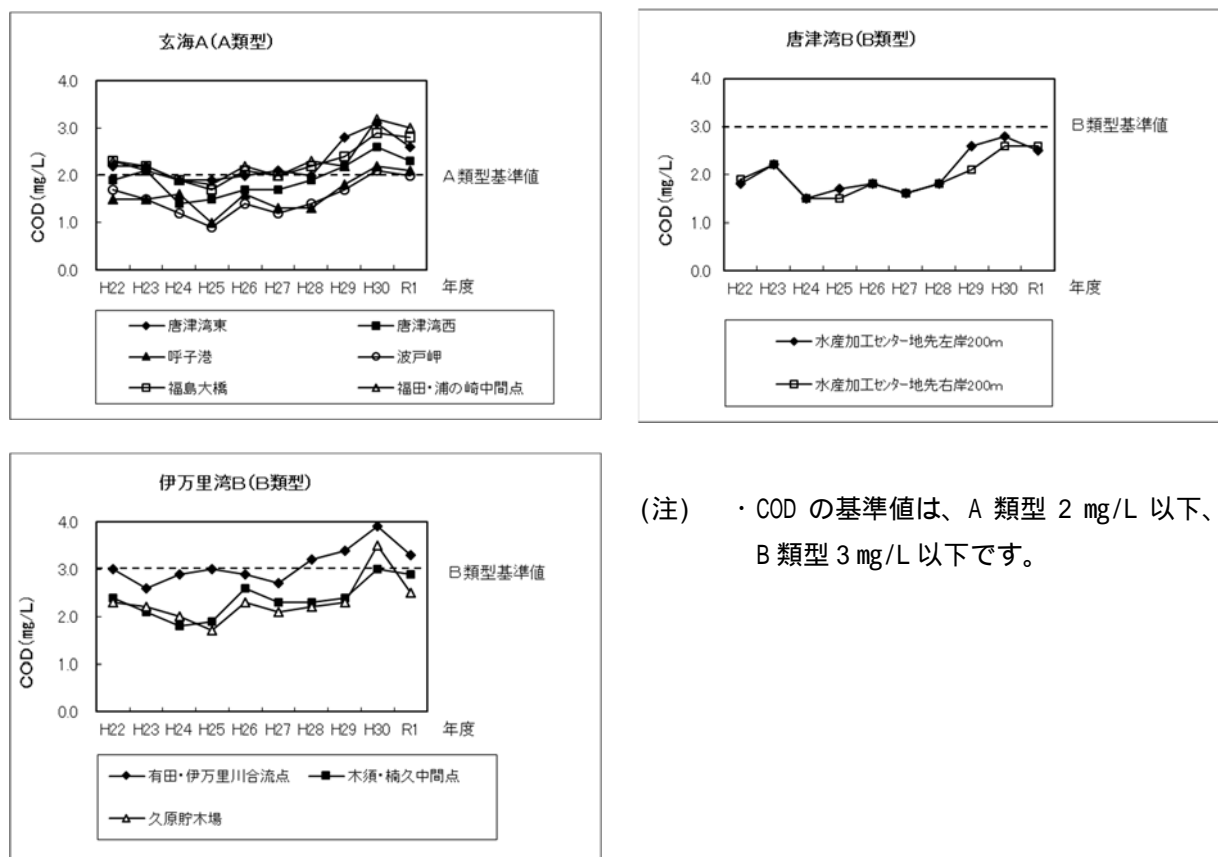 玄海A(A類型)
COD(㎎/L)
4.0
3.0
2.0
1.0
0.0
A類型基準値
H22 H23 H24 H25 H26 H27 H28 H29 H30 R1 年度
唐津湾東 唐津湾西
呼子港 波戸岬
福島大橋 福田・浦の崎中間点
唐津湾B(B類型)
COD(㎎/L)
4.0
3.0
2.0
1.0
0.0
B類型基準値
H22 H23 H24 H25 H26 H27 H28 H29 H30 R1 年度
水産加工センター地先左岸200m
水産加工センター地先右岸200m
伊万里湾B(B類型)
COD(㎎/L)
4.0
3.0
2.0
1.0
0.0
B類型基準値
H22 H23 H24 H25 H26 H27 H28 H29 H30 R1 年度
有田・伊万里川合流点 木須・楠久中間点
久原貯木場
(注) ・COD の基準値は、A 類型 2 ㎎/L 以下、
B 類型 3 ㎎/L 以下です。